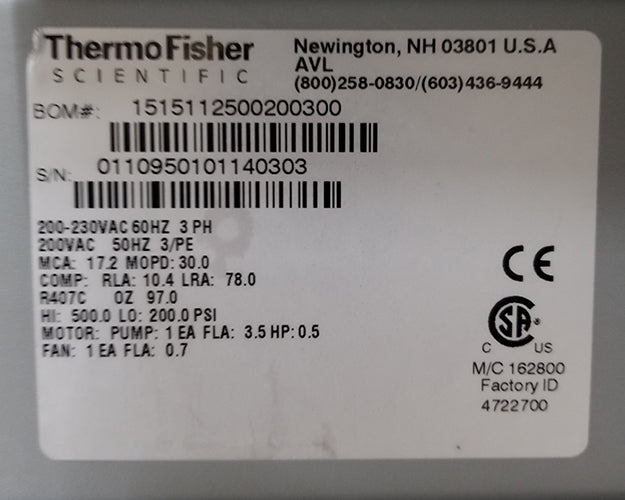 ThermoFisher
SCIENTIFIC
Newington, NH 03801 U.S.A
AVL
(800)258-0830/(603)436-9444
BOM#: 1515112500200300
S/N: 0110950101140303
200-230VAC 60HZ 3 PH
200VAC 50HZ 3/PE
MCA: 17.2 MOPD: 30.0
COMP: RLA: 10.4 LRA: 78.0
R407C OZ 97.0
HI: 500.0 LO: 200.0 PSI
MOTOR: PUMP: 1 EA FLA: 3.5 HP: 0.5
FAN: 1 EA FLA: 0.7
CE
SA
C US
M/C 162800
Factory ID
4722700